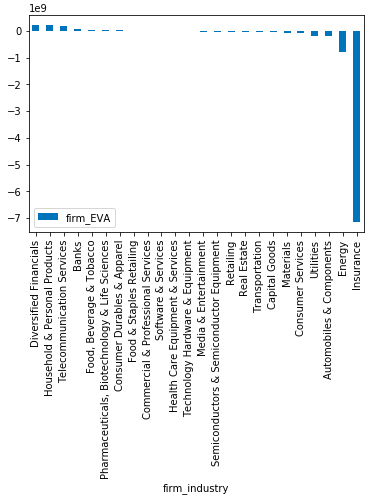 1e9
0
−1
−2
−3
−4
−5
−6
−7
firm_EVA
Diversified Financials
Household & Personal Products
Telecommunication Services
Banks
Food, Beverage & Tobacco
Pharmaceuticals, Biotechnology & Life Sciences
Consumer Durables & Apparel
Food & Staples Retailing
Commercial & Professional Services
Software & Services
Health Care Equipment & Services
Technology Hardware & Equipment
Media & Entertainment
Semiconductors & Semiconductor Equipment
Retailing
Real Estate
Transportation
Capital Goods
Materials
Consumer Services
Utilities
Automobiles & Components
Energy
Insurance
firm_industry